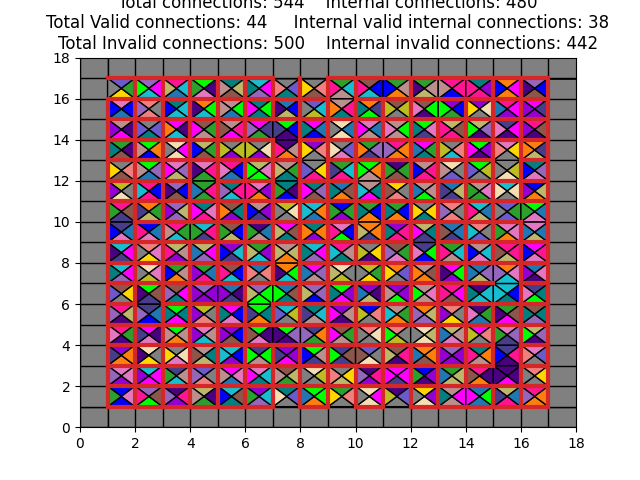 Total connections: 544    Internal connections: 480
Total Valid connections: 44    Internal valid internal connections: 38
Total Invalid connections: 500    Internal invalid connections: 442
18
16
14
12
10
8
6
4
2
0
0 2 4 6 8 10 12 14 16 18